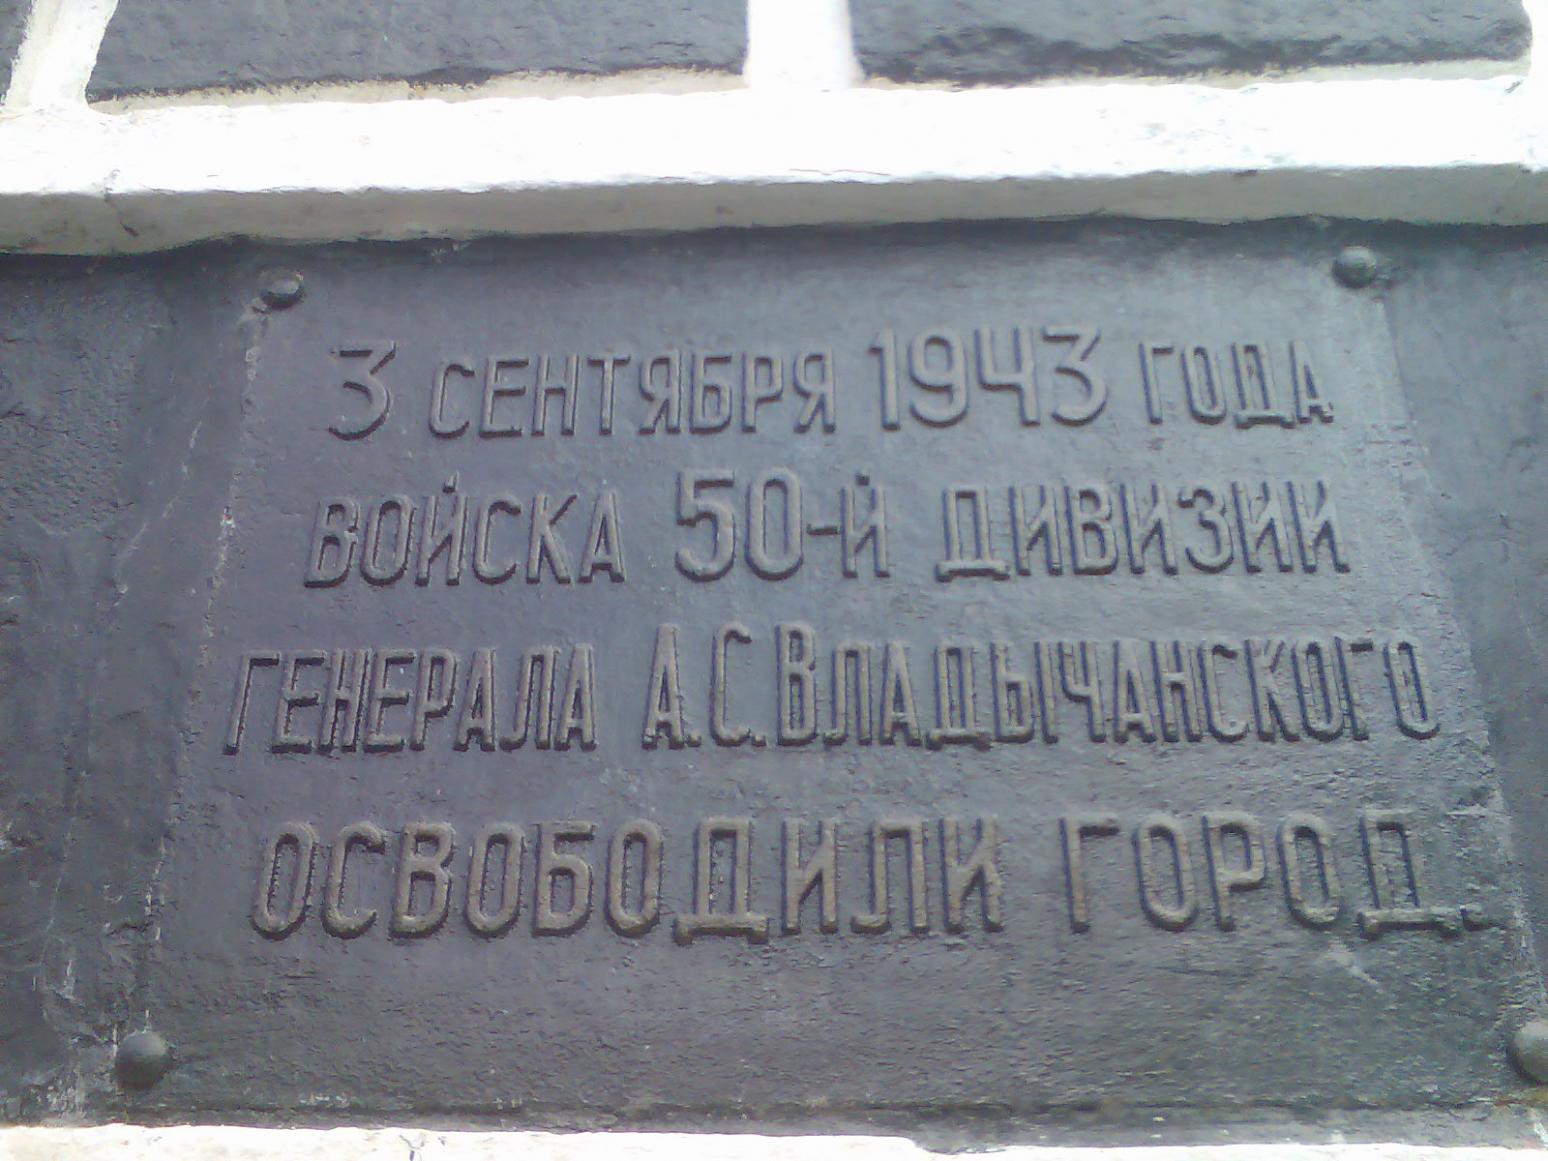 3 СЕНТЯБРЯ 1943 ГОДА
ВОЙСКА 50-Й ДИВИЗИИ
ГЕНЕРАЛА А.С.ВЛАДЫЧАНСКОГО
ОСВОБОДИЛИ ГОРОД.